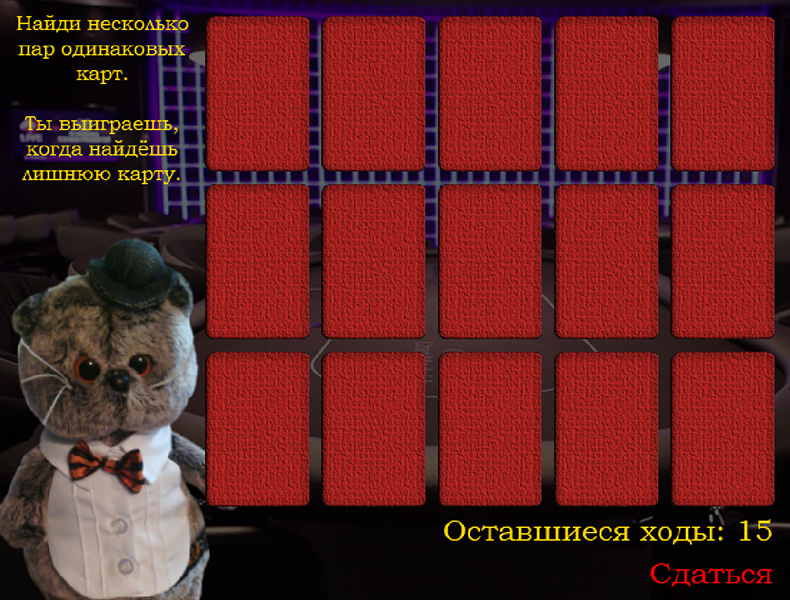 Найди несколько
пар одинаковых
карт.
Ты выиграешь,
когда найдёшь
лишнюю карту.
Оставшиеся ходы: 15
Сдаться